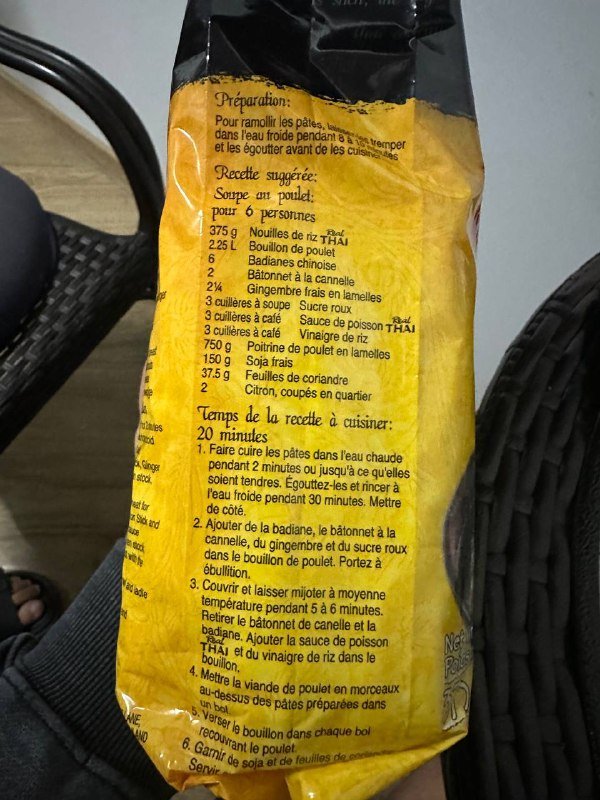 Préparation:
Pour ramollir les pâtes, tremper
dans l'eau froide pendant 8 à 10
et les égoutter avant de les
Recette suggérée:
Soupe au poulet:
pour 6 personnes
375 g Nouilles de riz Real THAI
2.25 L Bouillon de poulet
6 Badianes chinoise
2 Bâtonnet à la cannelle
2¼ Gingembre frais en lamelles
3 cuillères à soupe Sucre roux
3 cuillères à café Sauce de poisson Real THAI
3 cuillères à café Vinaigre de riz
750 g Poitrine de poulet en lamelles
150 g Soja frais
37.5 g Feuilles de coriandre
2 Citron, coupés en quartier
Temps de la recette à cuisiner:
20 minutes
1. Faire cuire les pâtes dans l'eau chaude
pendant 2 minutes ou jusqu'à ce qu'elles
soient tendres. Égouttez-les et rincer à
l'eau froide pendant 30 minutes. Mettre
de côté.
2. Ajouter de la badiane, le bâtonnet à la
cannelle, du gingembre et du sucre roux
dans le bouillon de poulet. Portez à
ébullition.
3. Couvrir et laisser mijoter à moyenne
température pendant 5 à 6 minutes.
Retirer le bâtonnet de canelle et la
badiane. Ajouter la sauce de poisson
Real THAI et du vinaigre de riz dans le
bouillon.
4. Mettre la viande de poulet en morceaux
au-dessus des pâtes préparées dans
un bol.
5. Verser le bouillon dans chaque bol
recouvrant le poulet.
6. Garnir de soja et de feuilles de
Servir